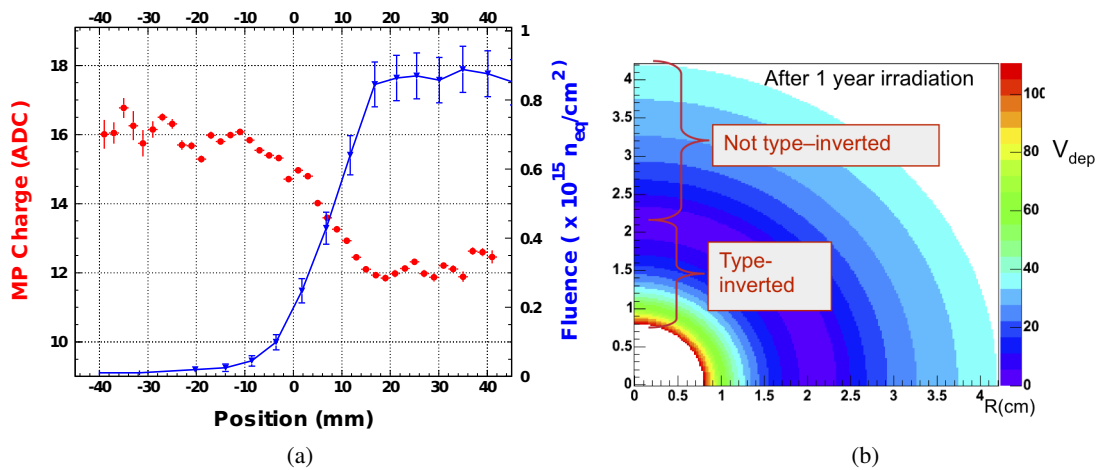 -40 -30 -20 -10 0 10 20 30 40
18
16
14
12
10
MP Charge (ADC)
1
0.8
0.6
0.4
0.2
0
Fluence ( x 10^15 n_eq/cm^2)
-40 -30 -20 -10 0 10 20 30 40
Position (mm)
(a)
After 1 year irradiation
Not type–inverted
Type-
inverted
4
3.5
3
2.5
2
1.5
1
0.5
0
0 0.5 1 1.5 2 2.5 3 3.5 4
R(cm)
100
80
60
40
20
0
V_dep
(b)